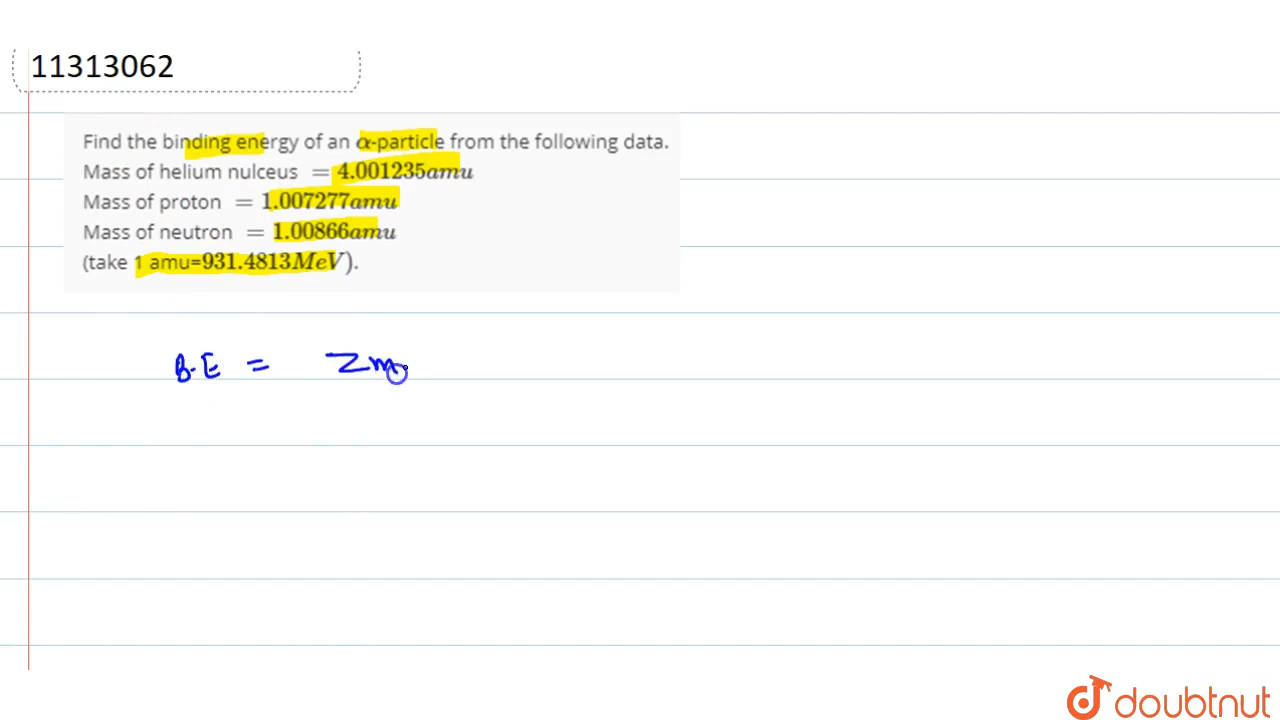 11313062
Find the binding energy of an α-particle from the following data.
Mass of helium nulceus = 4.001235amu
Mass of proton = 1.007277amu
Mass of neutron = 1.00866amu
(take 1 amu=931.4813MeV).
B.E = Zm
doubtnut